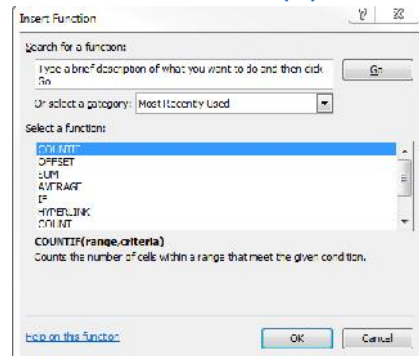 Insert Function
Search for a function:
Type a brief description of what you want to do and then click
Go
Go
Or select a category: Most Recently Used
Select a function:
COUNTIF
OFFSET
SUM
AVERAGE
IF
HYPERLINK
COUNT
COUNTIF(range,criteria)
Counts the number of cells within a range that meet the given condition.
Help on this function
OK
Cancel